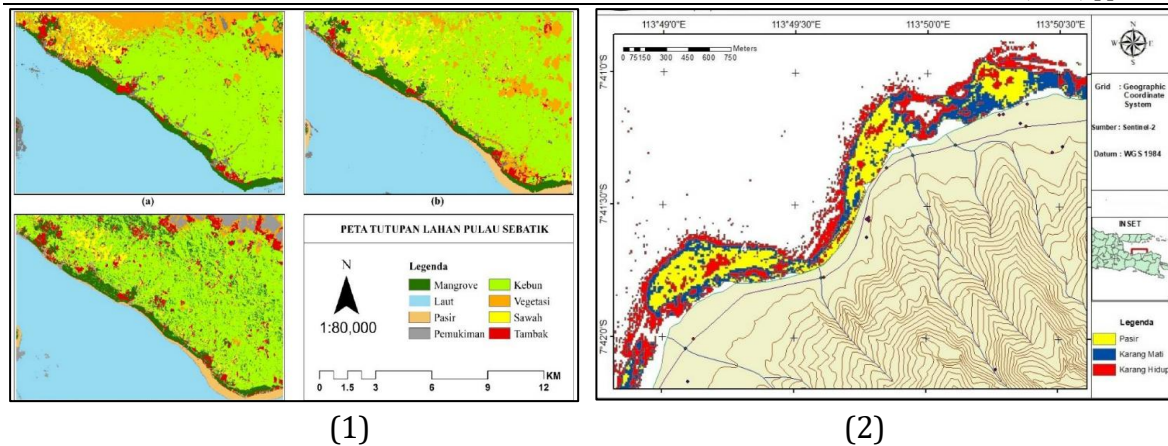 (a)
(b)
PETA TUTUPAN LAHAN PULAU SEBATIK
N
1:80,000
Legenda
Mangrove
Laut
Pasir
Pemukiman
Kebun
Vegetasi
Sawah
Tambak
KM
0 1.5 3 6 9 12
(1)
113°49'0"E 113°49'30"E 113°50'0"E 113°50'30"E
Meters
0 75 150 300 450 600 750
7°41'0"S
7°41'30"S
7°42'0"S
N
W E
S
Grid : Geographic
Coordinate
System
Sumber : Sentinel-2
Datum : WGS 1984
INSET
Legenda
Pasir
Karang Mati
Karang Hidup
(2)